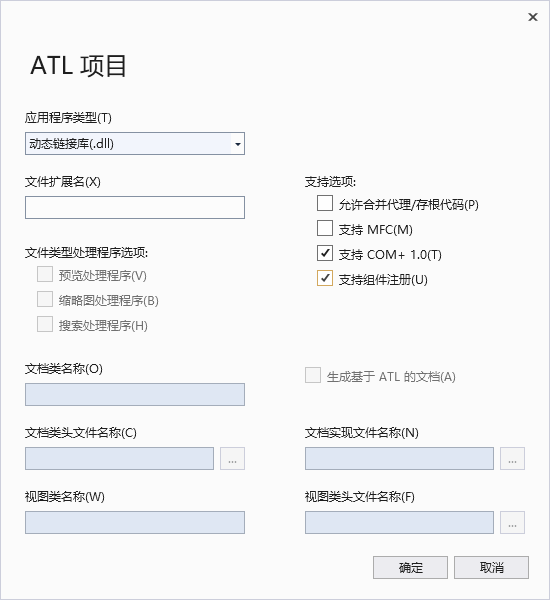 ATL 项目
应用程序类型(T)
动态链接库(.dll)
文件扩展名(X)
支持选项:
允许合并代理/存根代码(P)
支持 MFC(M)
支持 COM+ 1.0(T)
支持组件注册(U)
文件类型处理程序选项:
预览处理程序(V)
缩略图处理程序(B)
搜索处理程序(H)
文档类名称(O)
生成基于 ATL 的文档(A)
文档类头文件名称(C)
...
文档实现文件名称(N)
...
视图类名称(W)
视图类头文件名称(F)
...
确定
取消